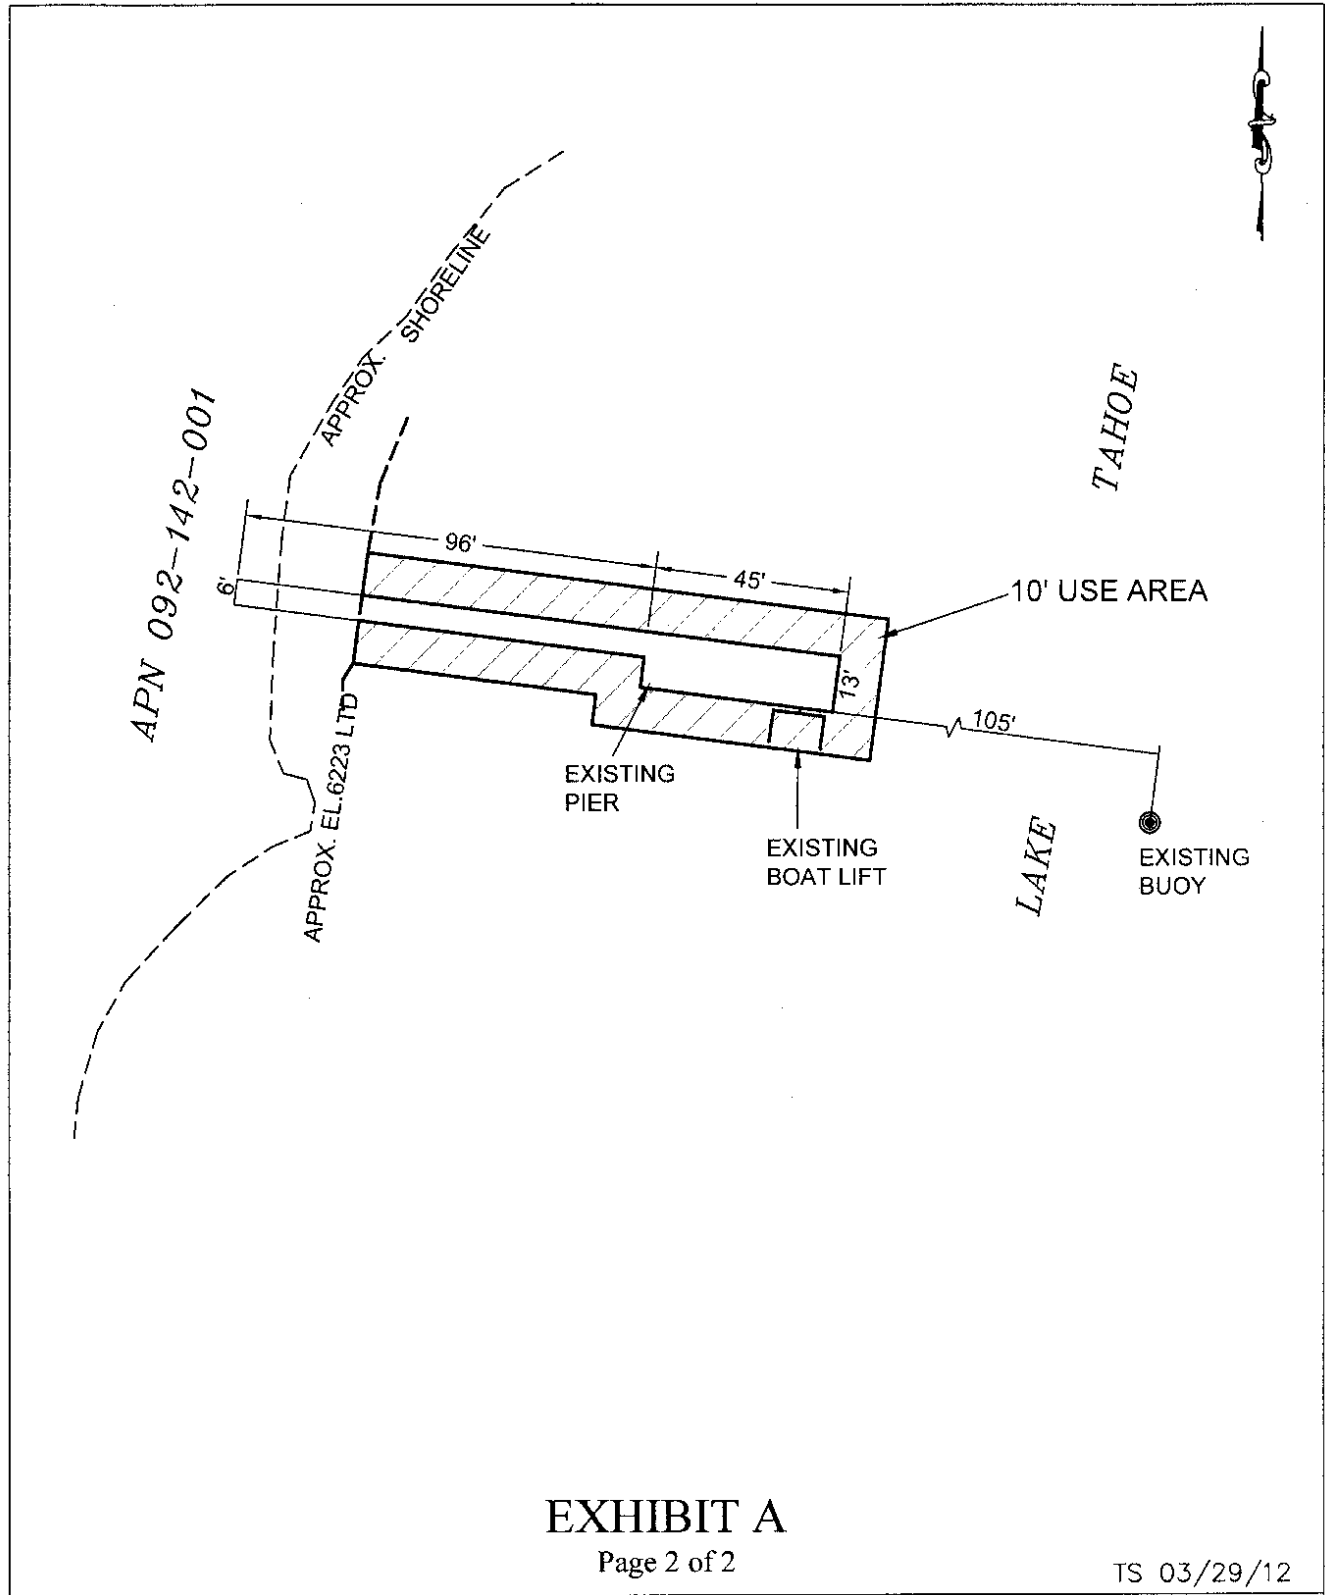 APPROX. SHORELINE
TAHOE
APN 092-142-001
96'
45'
6'
10' USE AREA
13'
105'
APPROX. EL.6223 LTD
EXISTING
PIER
EXISTING
BOAT LIFT
LAKE
EXISTING
BUOY
EXHIBIT A
Page 2 of 2
TS 03/29/12